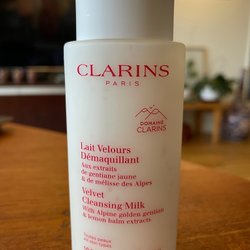 CLARINS
PARIS
DOMAINE
CLARINS
Lait Velours
Démaquillant
Aux extraits
de gentiane jaune
& de mélisse des Alpes
Velvet
Cleansing Milk
With Alpine golden gentian
& lemon balm extracts